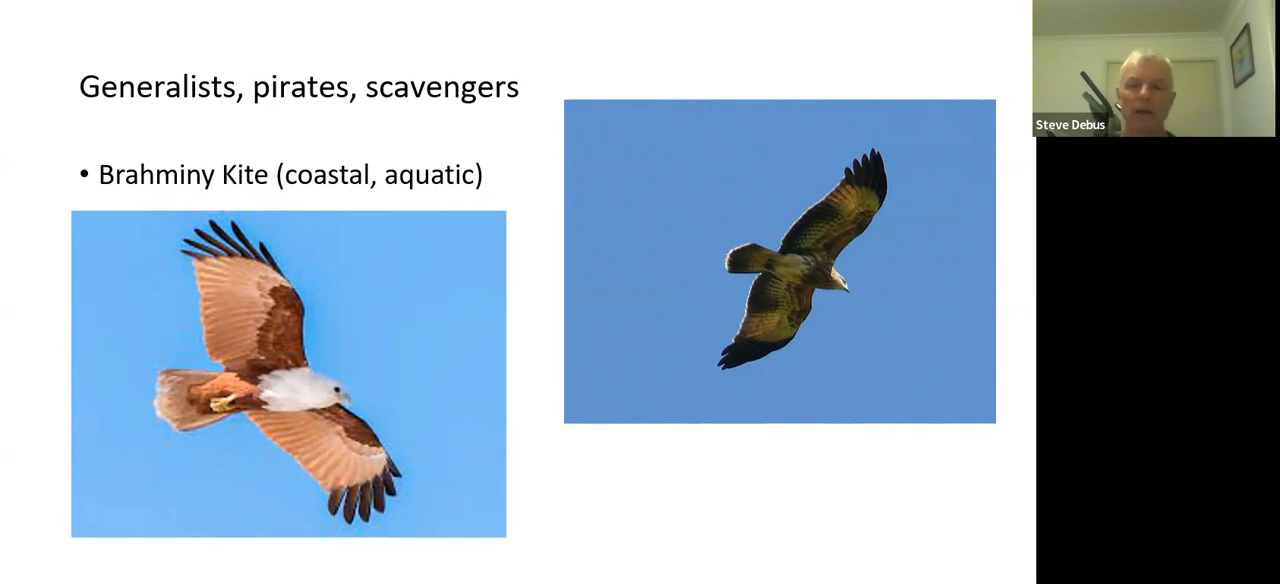 Generalists, pirates, scavengers
• Brahminy Kite (coastal, aquatic)
Steve Debus